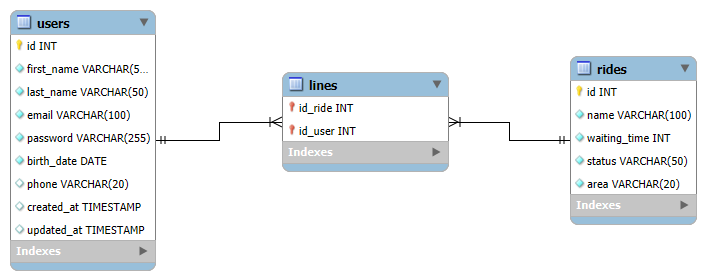 users
id INT
first_name VARCHAR(5...
last_name VARCHAR(50)
email VARCHAR(100)
password VARCHAR(255)
birth_date DATE
phone VARCHAR(20)
created_at TIMESTAMP
updated_at TIMESTAMP
Indexes
lines
id_ride INT
id_user INT
Indexes
rides
id INT
name VARCHAR(100)
waiting_time INT
status VARCHAR(50)
area VARCHAR(20)
Indexes